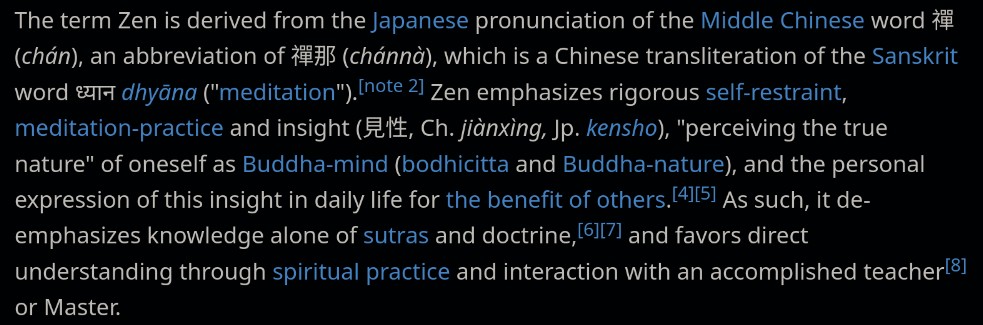 The term Zen is derived from the Japanese pronunciation of the Middle Chinese word 禪
(chán), an abbreviation of 禪那 (chánnà), which is a Chinese transliteration of the Sanskrit
word ध्यान dhyāna ("meditation").[note 2] Zen emphasizes rigorous self-restraint,
meditation-practice and insight (見性, Ch. jiànxìng, Jp. kensho), "perceiving the true
nature" of oneself as Buddha-mind (bodhicitta and Buddha-nature), and the personal
expression of this insight in daily life for the benefit of others.[4][5] As such, it de-
emphasizes knowledge alone of sutras and doctrine,[6][7] and favors direct
understanding through spiritual practice and interaction with an accomplished teacher[8]
or Master.